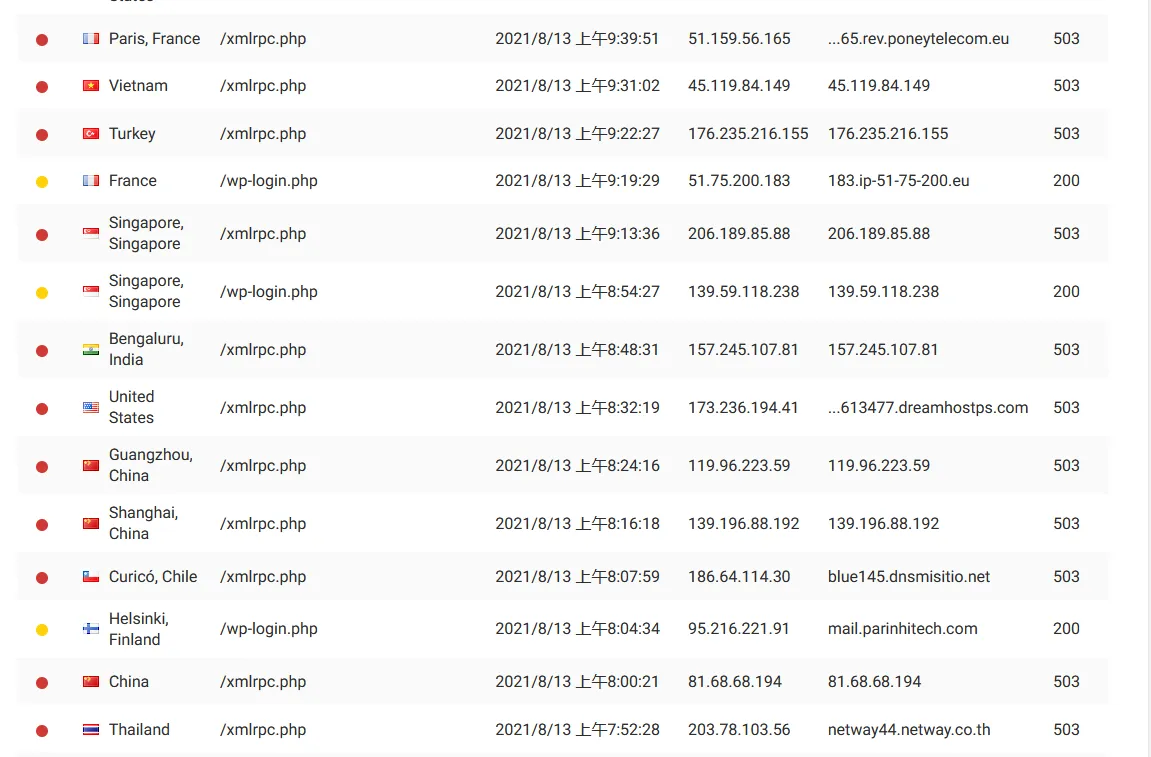 States
Paris, France /xmlrpc.php 2021/8/13 上午9:39:51 51.159.56.165 ...65.rev.poneytelecom.eu 503
Vietnam /xmlrpc.php 2021/8/13 上午9:31:02 45.119.84.149 45.119.84.149 503
Turkey /xmlrpc.php 2021/8/13 上午9:22:27 176.235.216.155 176.235.216.155 503
France /wp-login.php 2021/8/13 上午9:19:29 51.75.200.183 183.ip-51-75-200.eu 200
Singapore,
Singapore /xmlrpc.php 2021/8/13 上午9:13:36 206.189.85.88 206.189.85.88 503
Singapore,
Singapore /wp-login.php 2021/8/13 上午8:54:27 139.59.118.238 139.59.118.238 200
Bengaluru,
India /xmlrpc.php 2021/8/13 上午8:48:31 157.245.107.81 157.245.107.81 503
United
States /xmlrpc.php 2021/8/13 上午8:32:19 173.236.194.41 ...613477.dreamhostps.com 503
Guangzhou,
China /xmlrpc.php 2021/8/13 上午8:24:16 119.96.223.59 119.96.223.59 503
Shanghai,
China /xmlrpc.php 2021/8/13 上午8:16:18 139.196.88.192 139.196.88.192 503
Curicó, Chile /xmlrpc.php 2021/8/13 上午8:07:59 186.64.114.30 blue145.dnsmisitio.net 503
Helsinki,
Finland /wp-login.php 2021/8/13 上午8:04:34 95.216.221.91 mail.parinhitech.com 200
China /xmlrpc.php 2021/8/13 上午8:00:21 81.68.68.194 81.68.68.194 503
Thailand /xmlrpc.php 2021/8/13 上午7:52:28 203.78.103.56 netway44.netway.co.th 503